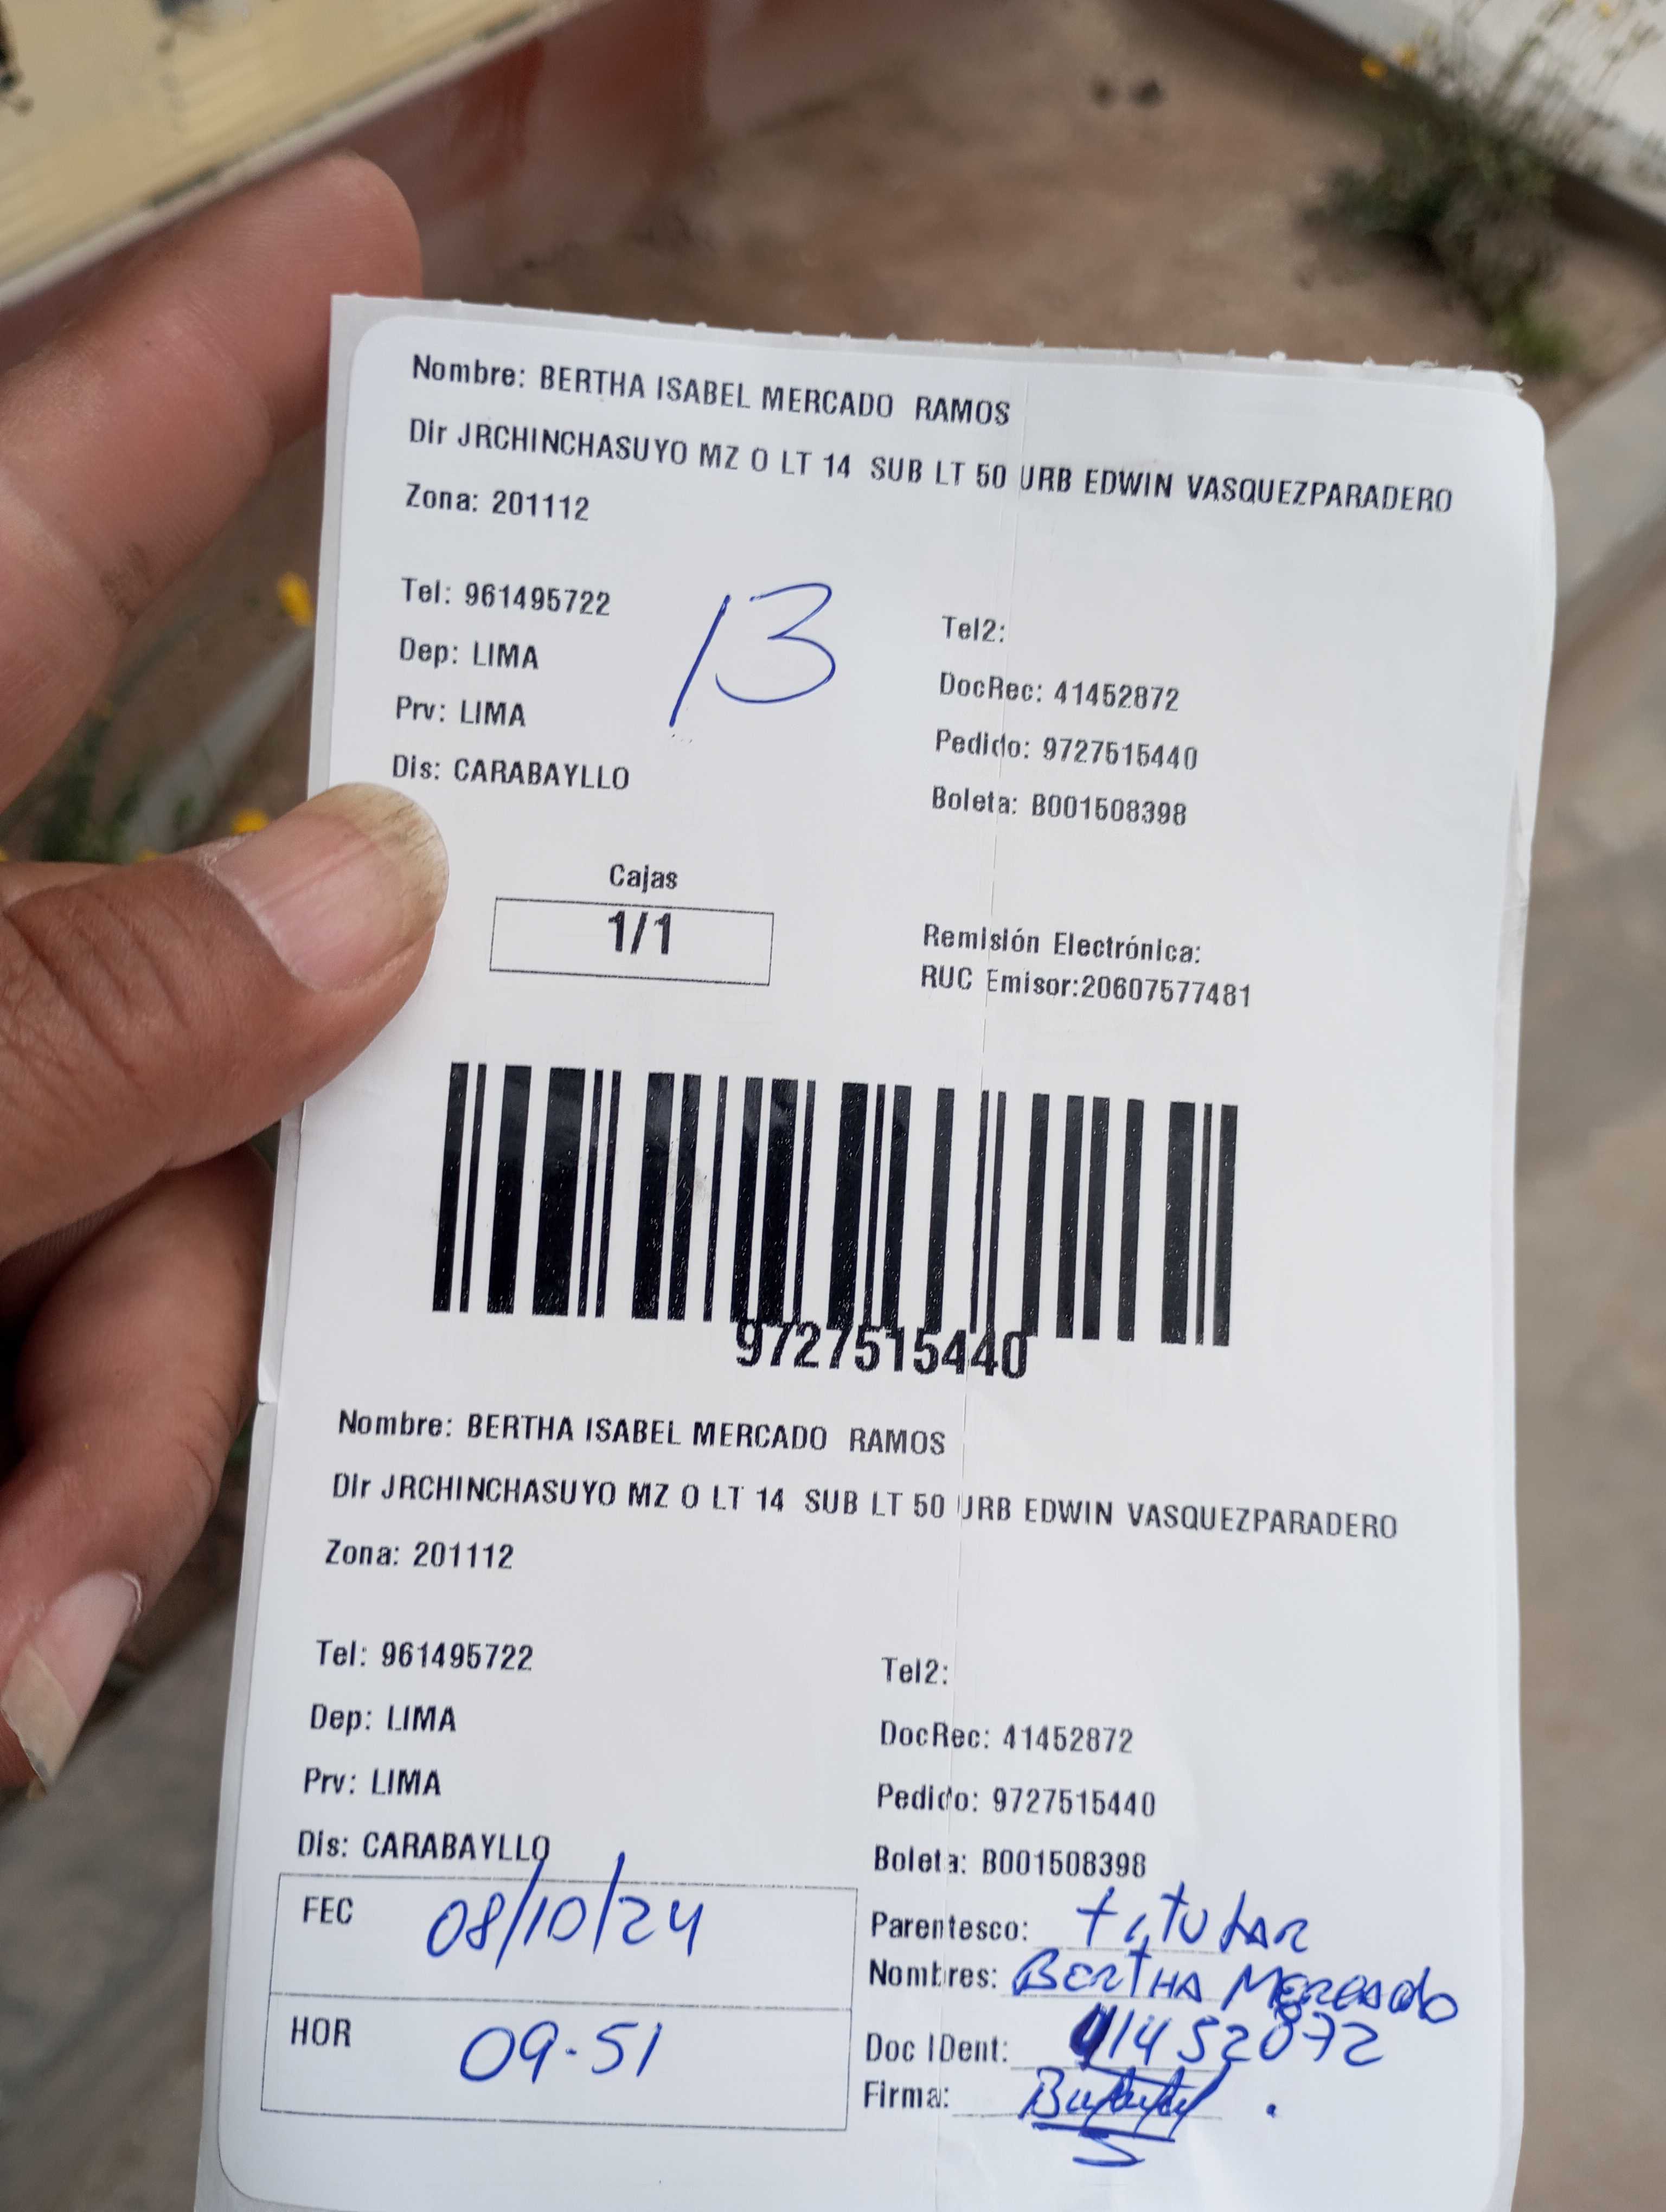 Nombre: BERTHA ISABEL MERCADO RAMOS
Dir JRCHINCHASUYO MZ O LT 14 SUB LT 50 URB EDWIN VASQUEZPARADERO
Zona: 201112
Tel: 961495722
13
Tel2:
Dep: LIMA
DocRec: 41452872
Prv: LIMA
Pedido: 9727515440
Dis: CARABAYLLO
Boleta: B001508398
Cajas
1/1
Remisión Electrónica:
RUC Emisor:20607577481
9727515440
Nombre: BERTHA ISABEL MERCADO RAMOS
Dir JRCHINCHASUYO MZ O LT 14 SUB LT 50 URB EDWIN VASQUEZPARADERO
Zona: 201112
Tel: 961495722
Tel2:
Dep: LIMA
DocRec: 41452872
Prv: LIMA
Pedido: 9727515440
Dis: CARABAYLLO
Boleta: B001508398
FEC 08/10/24
Parentesco: titular
Nombres: BERTHA MERCADO
HOR 09-51
Doc IDent: 41452872
Firma: